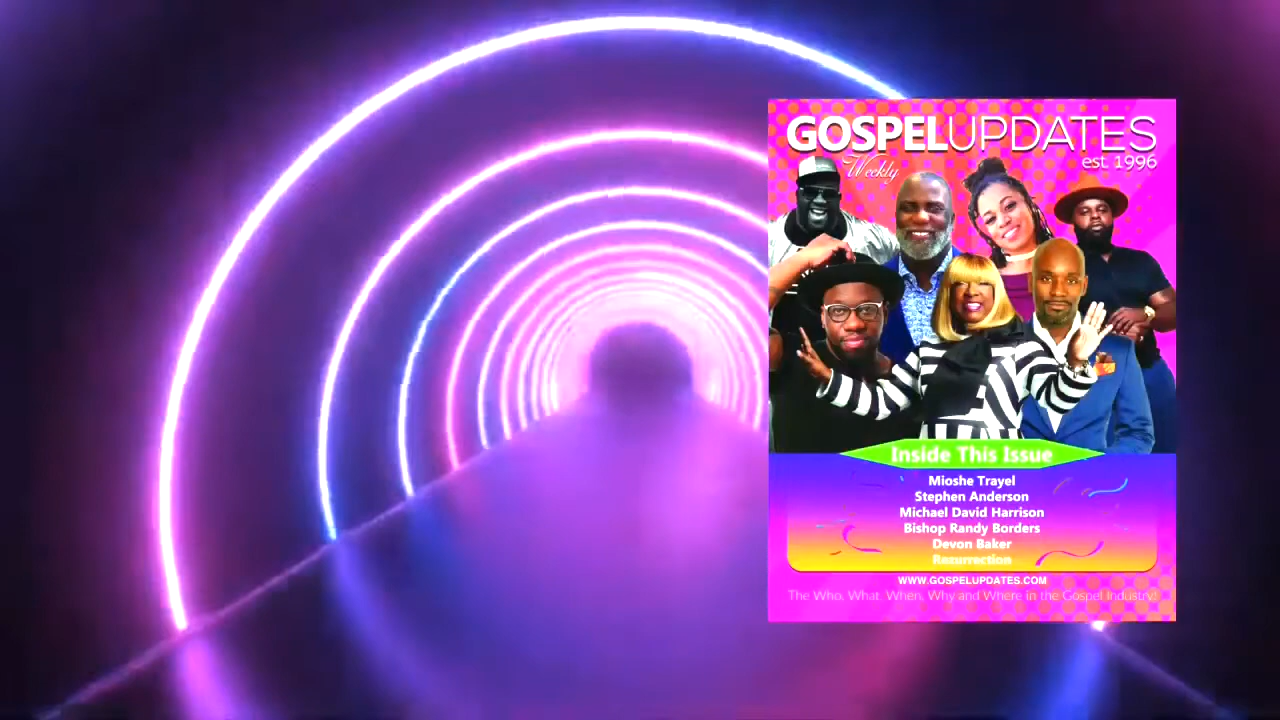 GOSPELUPDATES
Weekly
est 1996
Inside This Issue
Mioshe Trayel
Stephen Anderson
Michael David Harrison
Bishop Randy Borders
Devon Baker
Resurrection
WWW.GOSPELUPDATES.COM
The Who, What, When, Why and Where in the Gospel Industry!